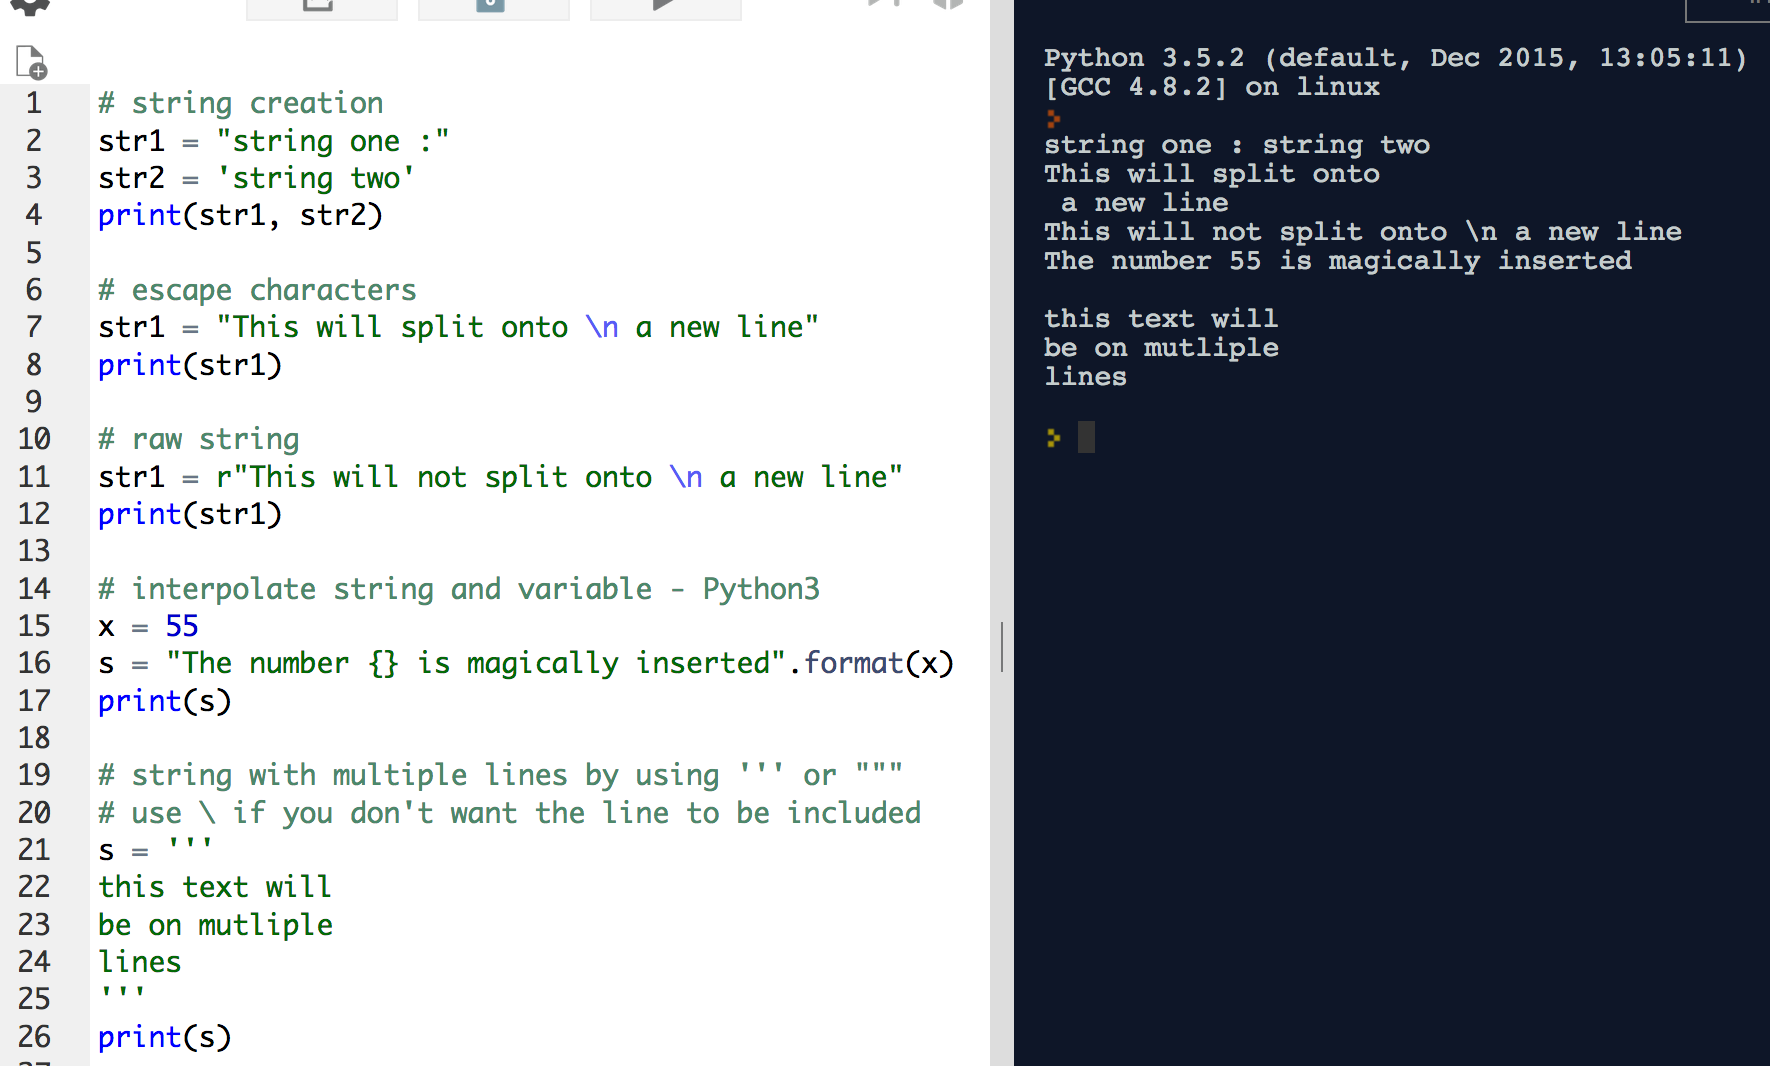 1 # string creation
2 str1 = "string one :"
3 str2 = 'string two'
4 print(str1, str2)
5
6 # escape characters
7 str1 = "This will split onto \n a new line"
8 print(str1)
9
10 # raw string
11 str1 = r"This will not split onto \n a new line"
12 print(str1)
13
14 # interpolate string and variable - Python3
15 x = 55
16 s = "The number {} is magically inserted".format(x)
17 print(s)
18
19 # string with multiple lines by using ''' or """
20 # use \ if you don't want the line to be included
21 s = '''
22 this text will
23 be on mutliple
24 lines
25 '''
26 print(s)
Python 3.5.2 (default, Dec 2015, 13:05:11)
[GCC 4.8.2] on linux
string one : string two
This will split onto
 a new line
This will not split onto \n a new line
The number 55 is magically inserted
this text will
be on mutliple
lines